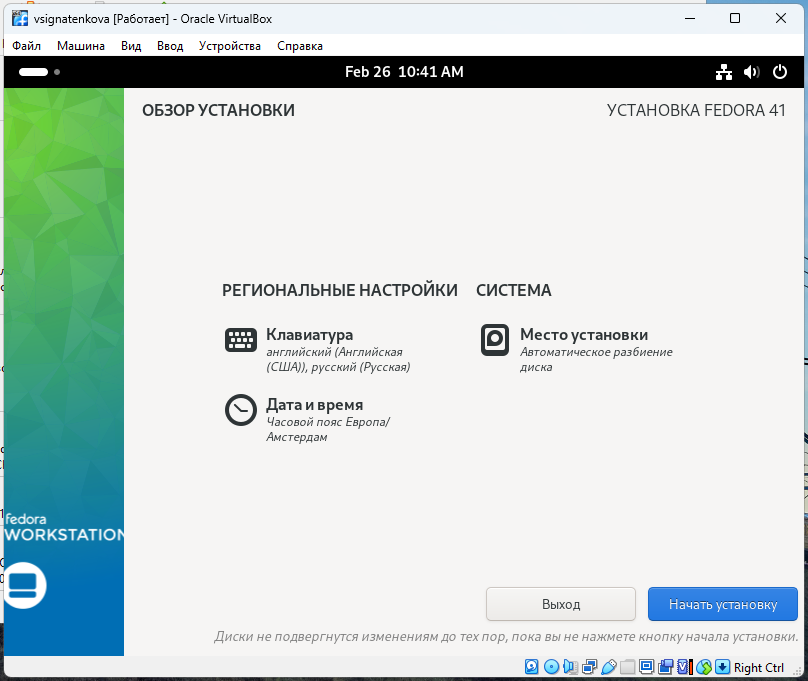 vsignatenkova [Работает] - Oracle VirtualBox
Файл Машина Вид Ввод Устройства Справка
Feb 26 10:41 AM
ОБЗОР УСТАНОВКИ
УСТАНОВКА FEDORA 41
РЕГИОНАЛЬНЫЕ НАСТРОЙКИ
Клавиатура
английский (Английская
(США)), русский (Русская)
Дата и время
Часовой пояс Европа/
Амстердам
СИСТЕМА
Место установки
Автоматическое разбиение
диска
fedora
WORKSTATION
Выход
Начать установку
Диски не подвергнутся изменениям до тех пор, пока вы не нажмете кнопку начала установки.
Right Ctrl